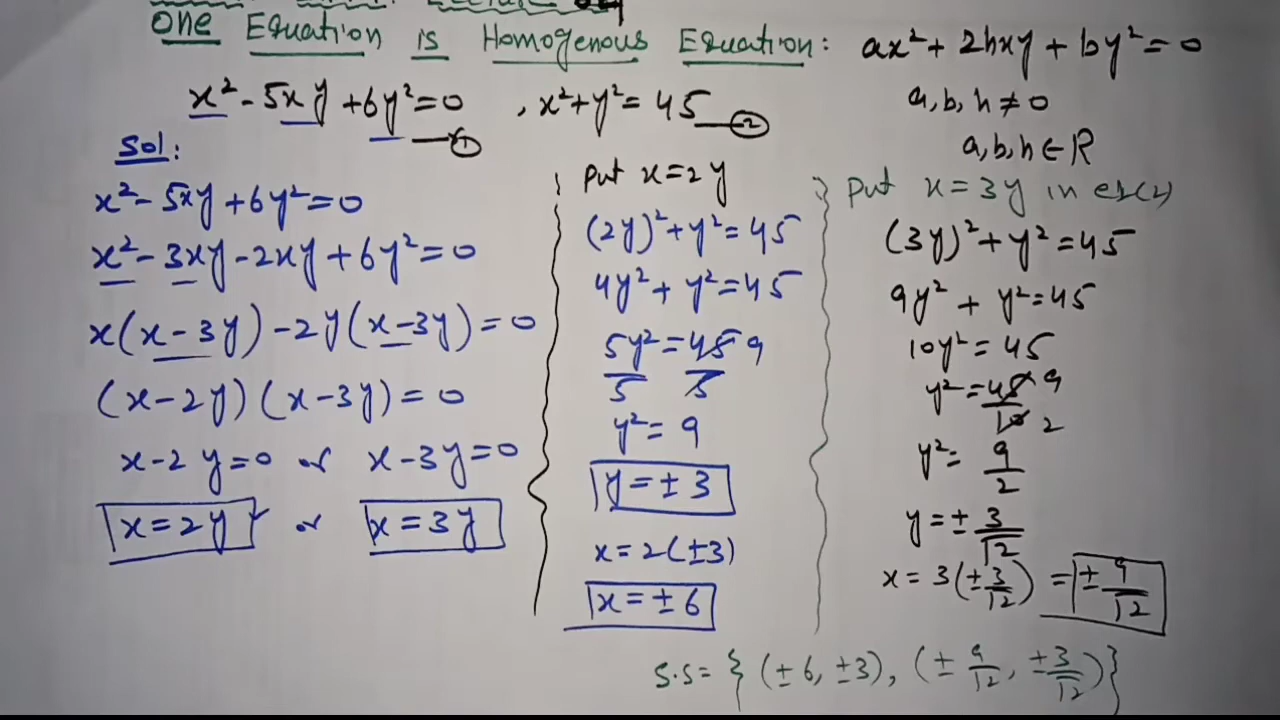 One Equation is Homogenous Equation: ax² + 2hxy + by² = 0
x² - 5xy + 6y² = 0 —① , x² + y² = 45 —②
a, b, h ≠ 0
a, b, h ∈ R
Sol:
x² - 5xy + 6y² = 0
x² - 3xy - 2xy + 6y² = 0
x(x - 3y) - 2y(x - 3y) = 0
(x - 2y)(x - 3y) = 0
x - 2y = 0 or x - 3y = 0
x = 2y or x = 3y
Put x = 2y
(2y)² + y² = 45
4y² + y² = 45
5y²/5 = 45/5 9
y² = 9
y = ± 3
x = 2(±3)
x = ± 6
Put x = 3y in eq(2)
(3y)² + y² = 45
9y² + y² = 45
10y² = 45
y² = 45/10 9/2
y² = 9/2
y = ± 3/√2
x = 3(± 3/√2) = ± 9/√2
S.S = { (± 6, ±3), (± 9/√2, ± 3/√2) }